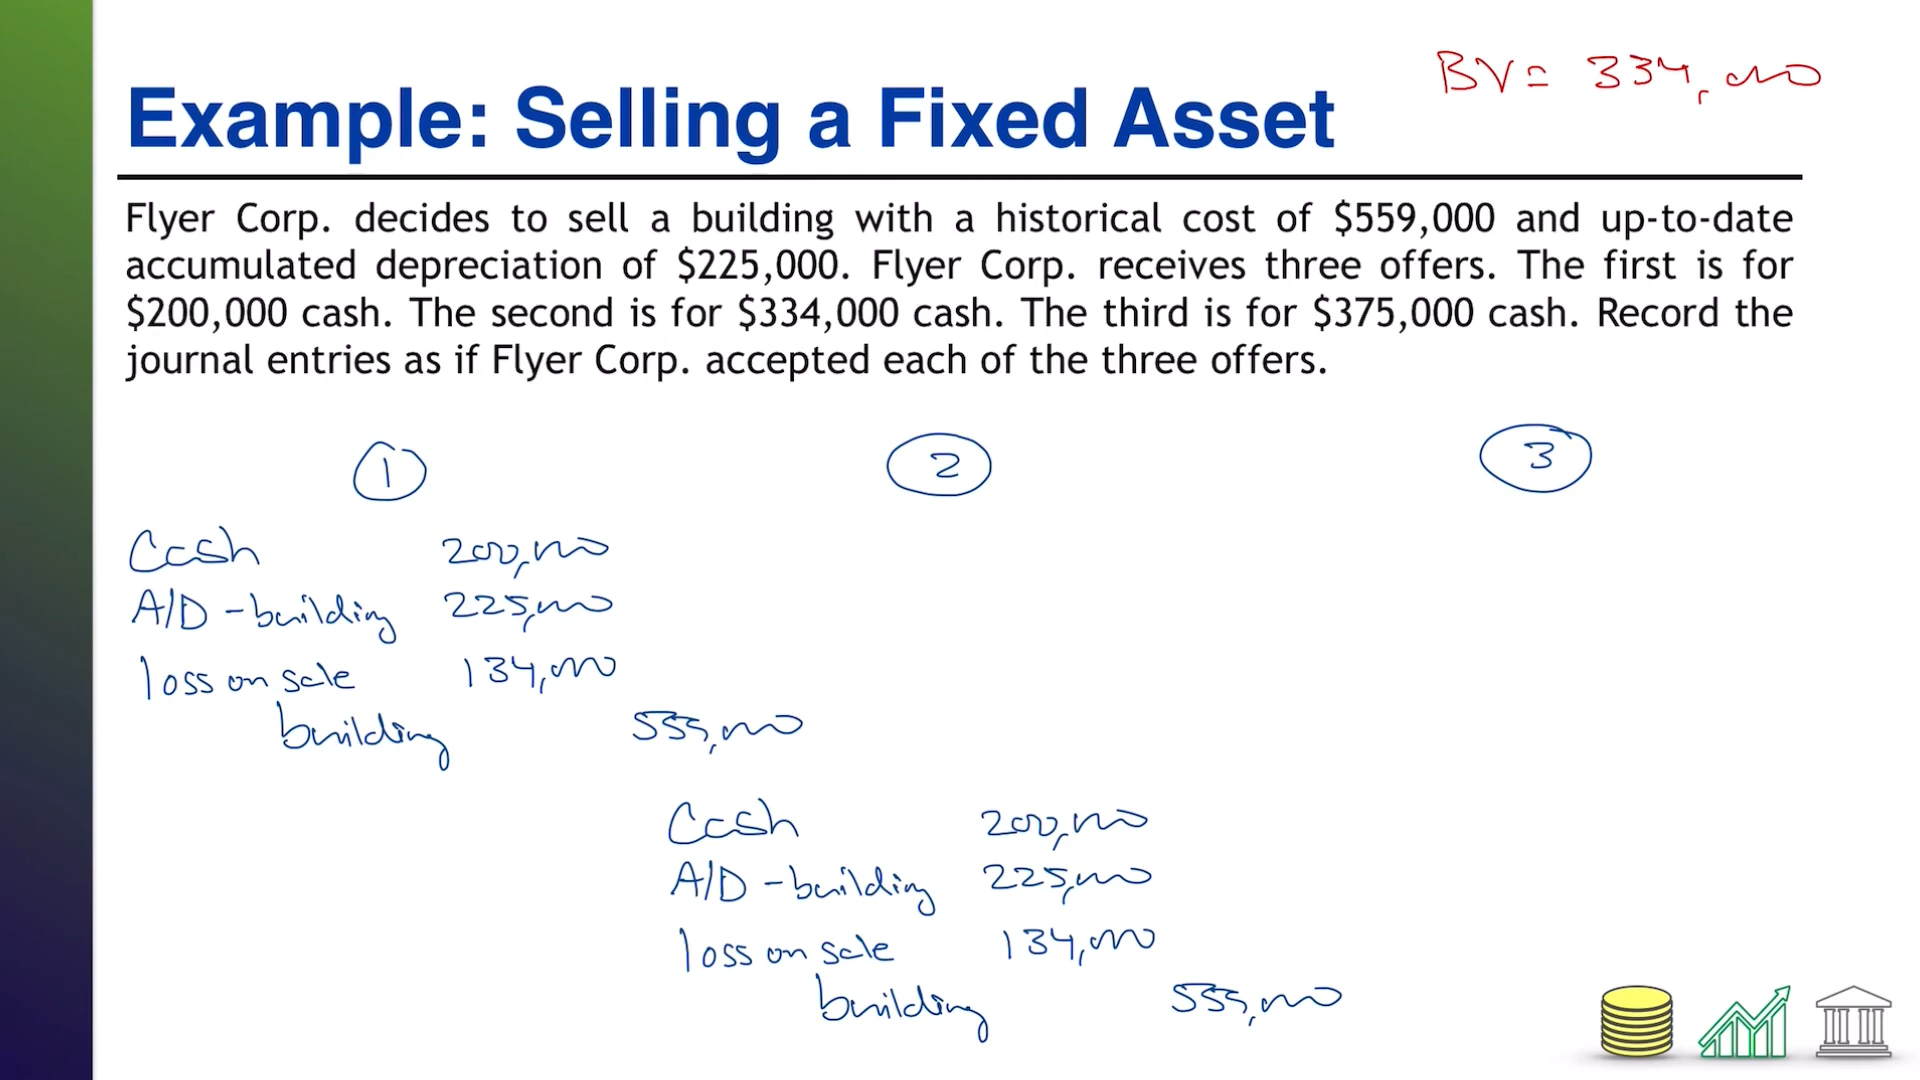 BV = 334,000
Example: Selling a Fixed Asset
Flyer Corp. decides to sell a building with a historical cost of $559,000 and up-to-date
accumulated depreciation of $225,000. Flyer Corp. receives three offers. The first is for
$200,000 cash. The second is for $334,000 cash. The third is for $375,000 cash. Record the
journal entries as if Flyer Corp. accepted each of the three offers.
1 2 3
Cash 200,000
A/D - building 225,000
loss on sale 134,000
building 559,000
Cash 200,000
A/D - building 225,000
loss on sale 134,000
building 559,000